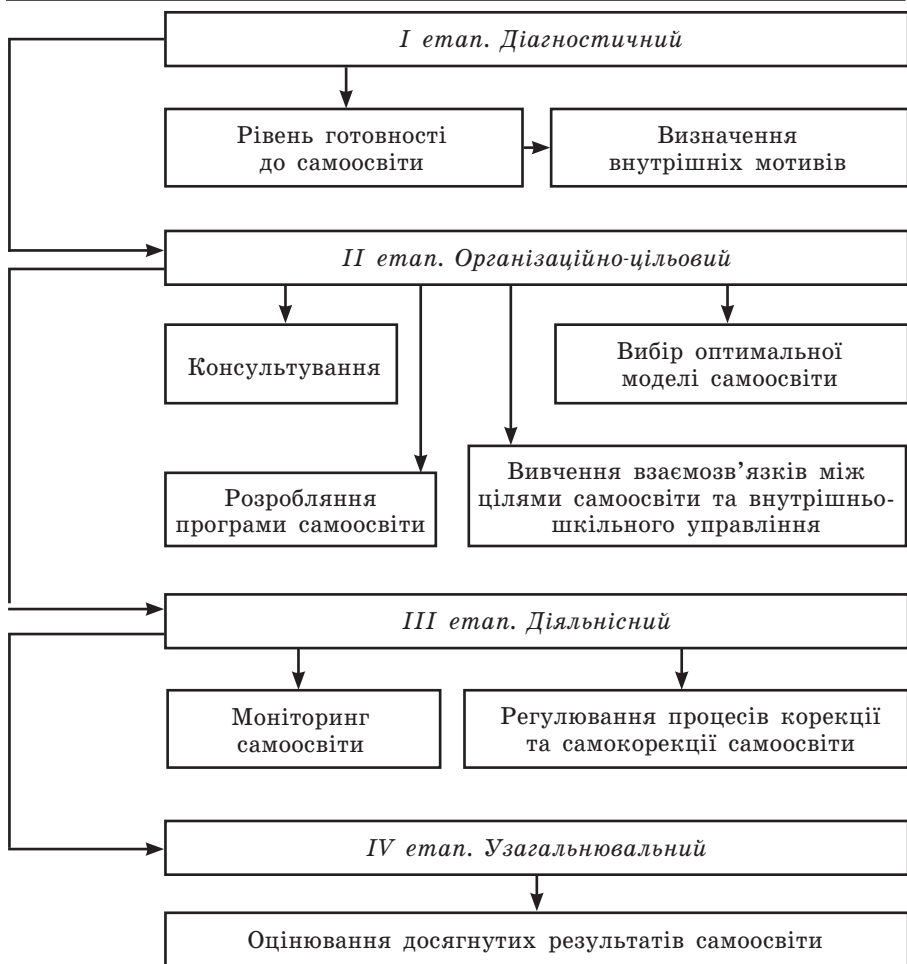 I етап. Діагностичний
Рівень готовності
до самоосвіти
Визначення
внутрішніх мотивів
II етап. Організаційно-цільовий
Консультування
Вибір оптимальної
моделі самоосвіти
Розробляння
програми самоосвіти
Вивчення взаємозв’язків між
цілями самоосвіти та внутрішньо-
шкільного управління
III етап. Діяльнісний
Моніторинг
самоосвіти
Регулювання процесів корекції
та самокорекції самоосвіти
IV етап. Узагальнювальний
Оцінювання досягнутих результатів самоосвіти